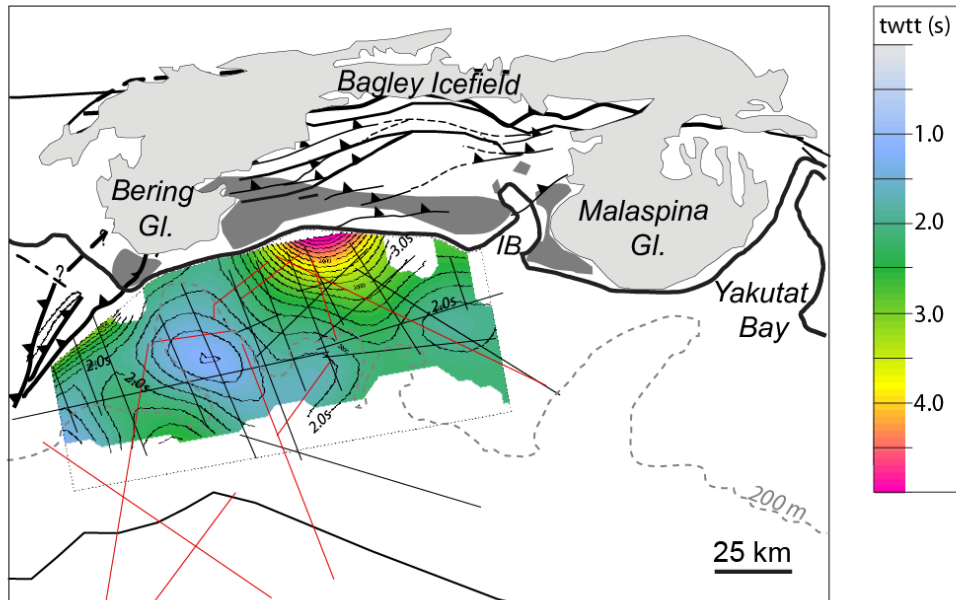 twtt (s)
Bagley Icefield
1.0
Bering
Gl.
Malaspina
Gl.
2.0
?
IB
3.0s
Yakutat
Bay
?
2.0s
3.0
2.0s
2.0s
4.0
2.0s
200 m
25 km